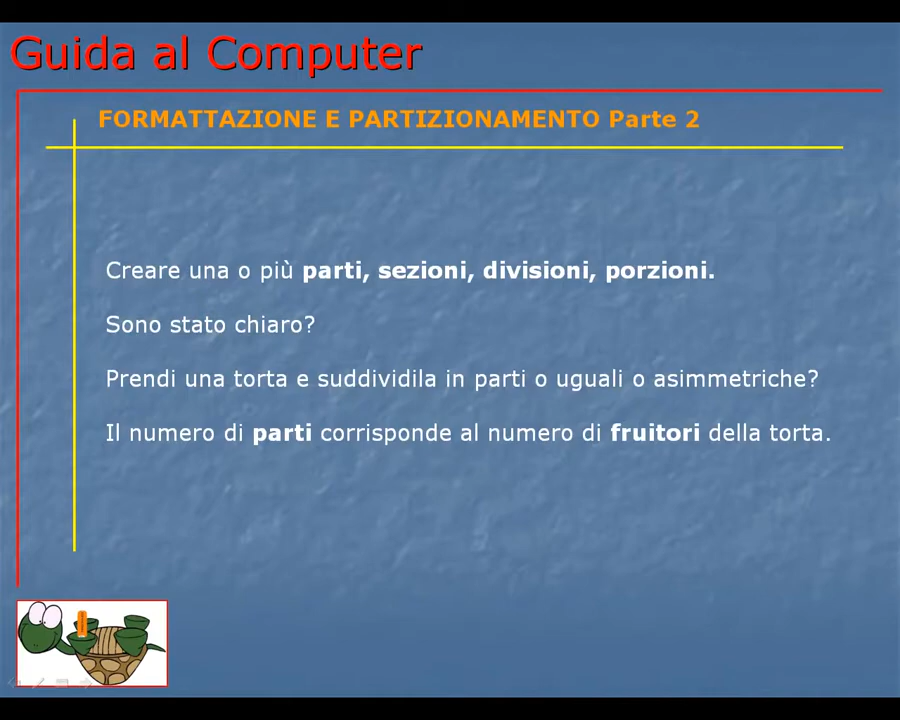 Guida al Computer
FORMATTAZIONE E PARTIZIONAMENTO Parte 2
Creare una o più parti, sezioni, divisioni, porzioni.
Sono stato chiaro?
Prendi una torta e suddividila in parti o uguali o asimmetriche?
Il numero di parti corrisponde al numero di fruitori della torta.